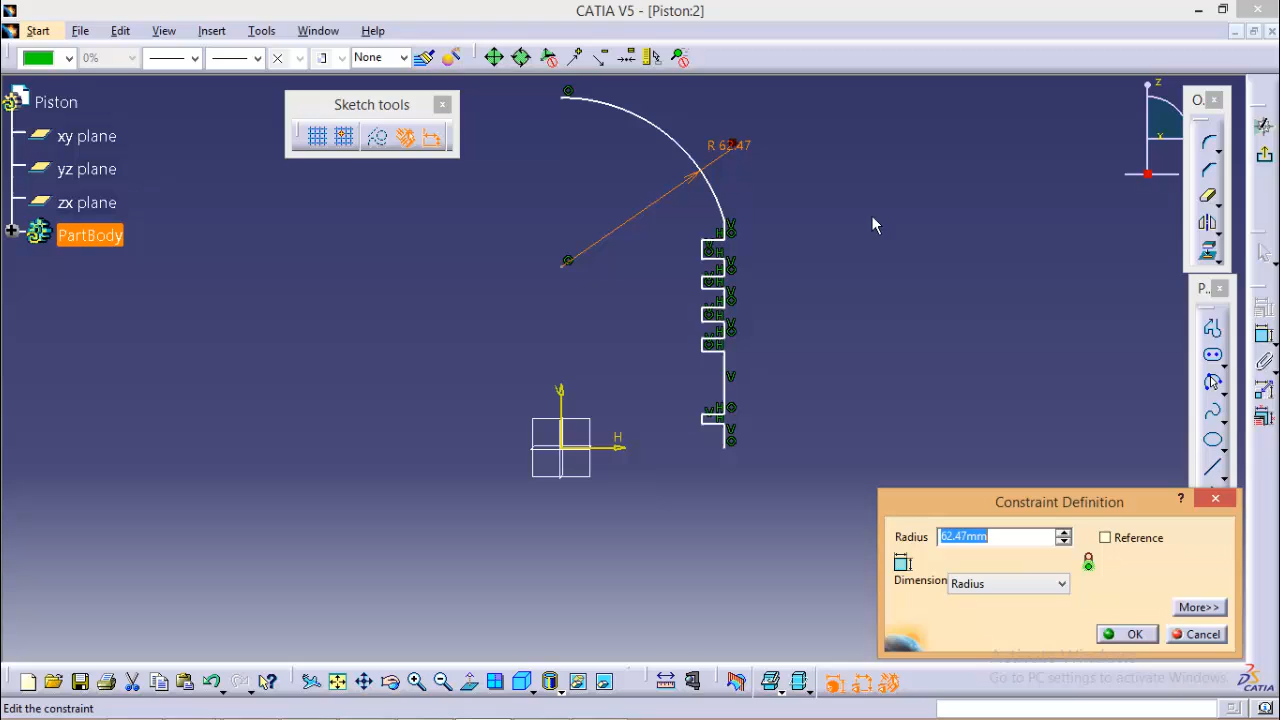 CATIA V5 - [Piston:2]
Start File Edit View Insert Tools Window Help
0% None
Piston
xy plane
yz plane
zx plane
PartBody
Sketch tools
R 62.47
V
H
z
x
O..
P..
Constraint Definition
Radius 62.47mm Reference
Dimension Radius
More>>
OK Cancel
Go to PC settings to activate Windows.
CATIA
Edit the constraint